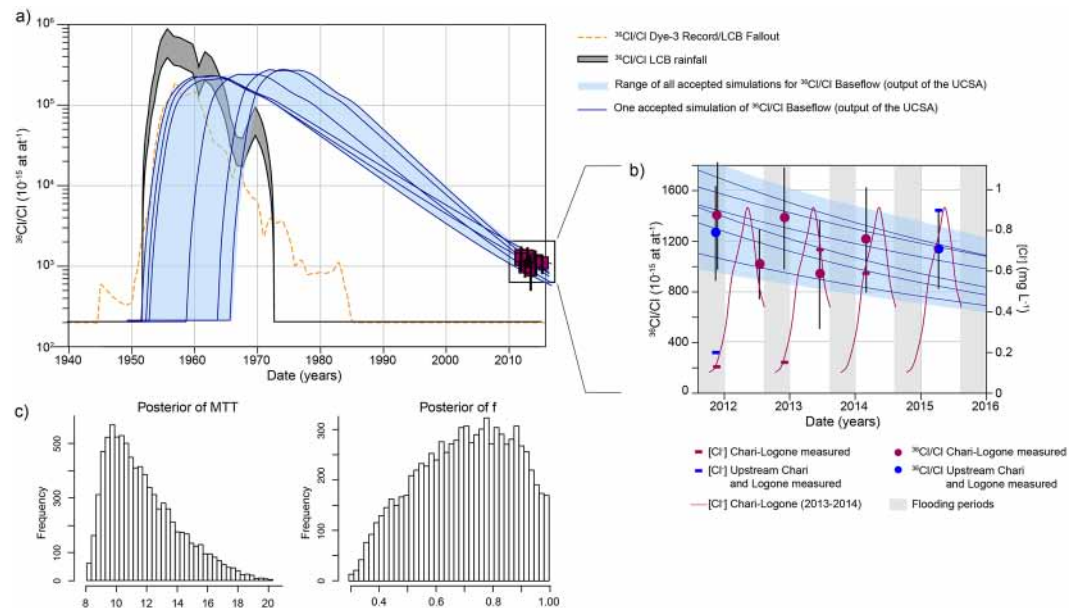 a)
10⁶
10⁵
10⁴
10³
10²
³⁶Cl/Cl (10⁻¹⁵ at at⁻¹)
1940 1950 1960 1970 1980 1990 2000 2010
Date (years)
³⁶Cl/Cl Dye-3 Record/LCB Fallout
³⁶Cl/Cl LCB rainfall
Range of all accepted simulations for ³⁶Cl/Cl Baseflow (output of the UCSA)
One accepted simulation of ³⁶Cl/Cl Baseflow (output of the UCSA)
b)
1600
1200
800
400
0
³⁶Cl/Cl (10⁻¹⁵ at at⁻¹)
1
0.8
0.6
0.4
0.2
0
[Cl⁻] (mg L⁻¹)
2012 2013 2014 2015 2016
Date (years)
[Cl⁻] Chari-Logone measured
[Cl⁻] Upstream Chari
and Logone measured
[Cl⁻] Chari-Logone (2013-2014)
³⁶Cl/Cl Chari-Logone measured
³⁶Cl/Cl Upstream Chari
and Logone measured
Flooding periods
c)
Posterior of MTT
Frequency
500
300
100
0
8 10 12 14 16 18 20
Posterior of f
Frequency
300
200
100
0
0.4 0.6 0.8 1.00